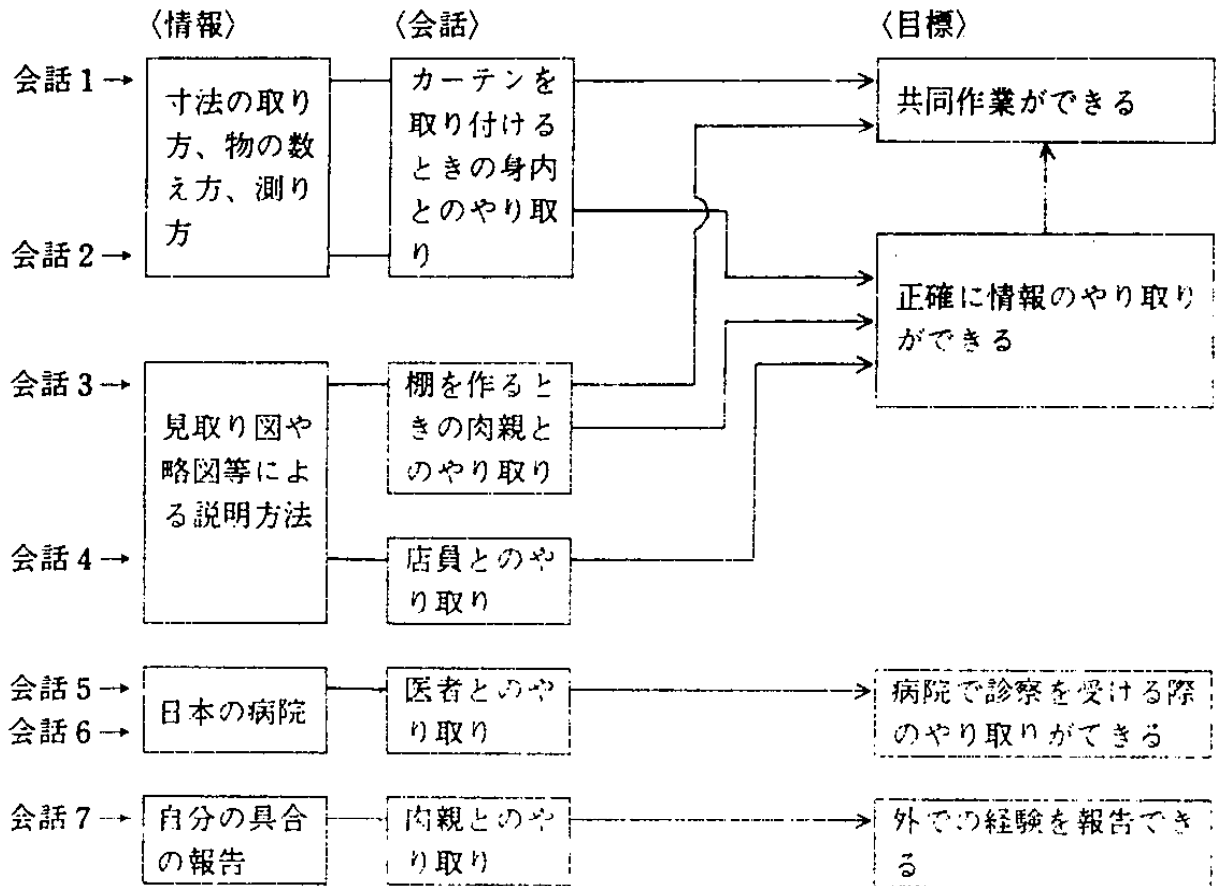 〈情報〉
〈会話〉
〈目標〉
会話1→
寸法の取り
方、物の数
え方、測り
方
カーテンを
取り付ける
ときの身内
とのやり取
り
共同作業ができる
会話2→
正確に情報のやり取り
ができる
会話3→
見取り図や
略図等によ
る説明方法
棚を作ると
きの肉親と
のやり取り
会話4→
店員とのや
り取り
会話5→
会話6→
日本の病院
医者とのや
り取り
病院で診察を受ける際
のやり取りができる
会話7→
自分の具合
の報告
肉親とのや
り取り
外での経験を報告でき
る